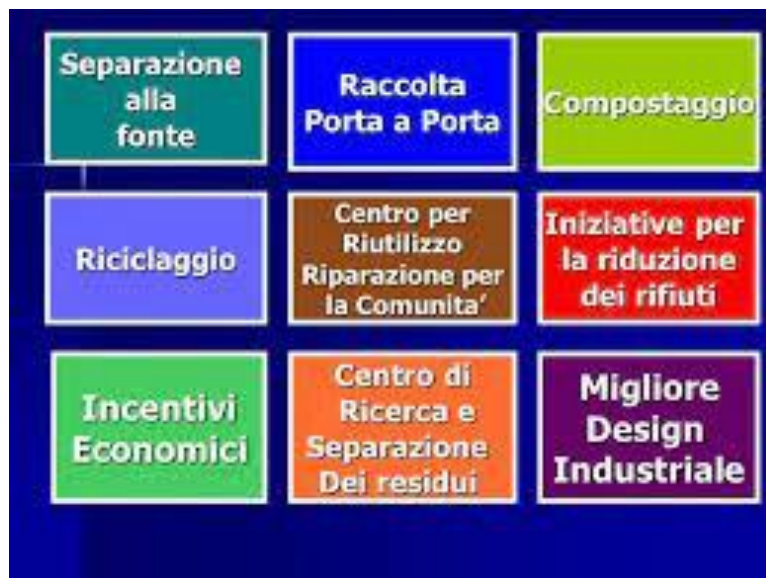 Separazione
alla
fonte
Raccolta
Porta a Porta
Compostaggio
Riciclaggio
Centro per
Riutilizzo
Riparazione per
la Comunita'
Iniziative per
la riduzione
dei rifiuti
Incentivi
Economici
Centro di
Ricerca e
Separazione
Dei residui
Migliore
Design
Industriale